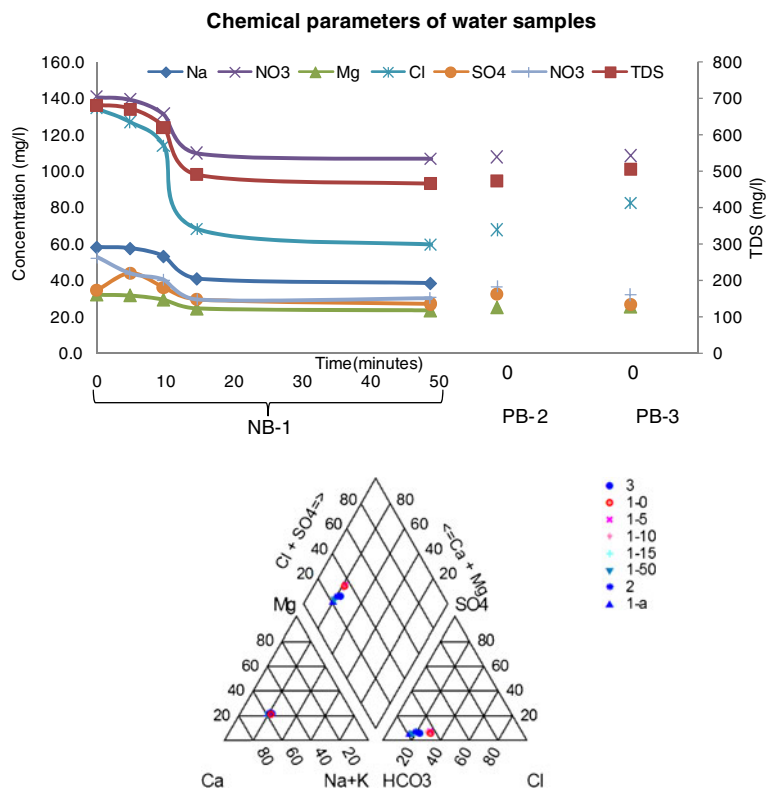 Chemical parameters of water samples
160.0 Na NO3 Mg Cl SO4 NO3 TDS 800
140.0 700
120.0 600
100.0 500
80.0 400
60.0 300
40.0 200
20.0 100
0.0 0
Concentration (mg/l)
TDS (mg/l)
Time(minutes)
0 10 20 30 40 50 0 0
NB-1 PB-2 PB-3
80 80
60 60
40 40
20 20
Cl + SO4=>
<=Ca + Mg
Mg SO4
80 80
60 60
40 40
20 20
80 60 40 20 20 40 60 80
Ca Na+K HCO3 Cl
3
1-0
1-5
1-10
1-15
1-50
2
1-a